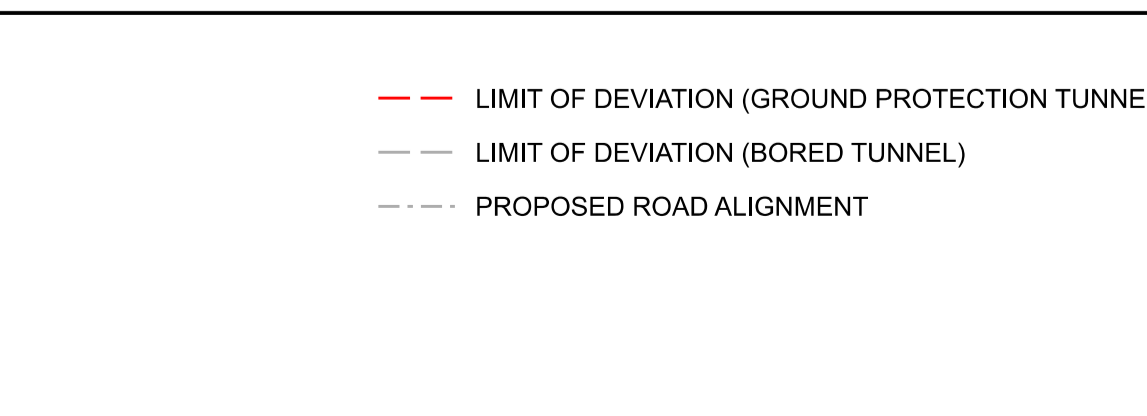 LIMIT OF DEVIATION (GROUND PROTECTION TUNNE
LIMIT OF DEVIATION (BORED TUNNEL)
PROPOSED ROAD ALIGNMENT